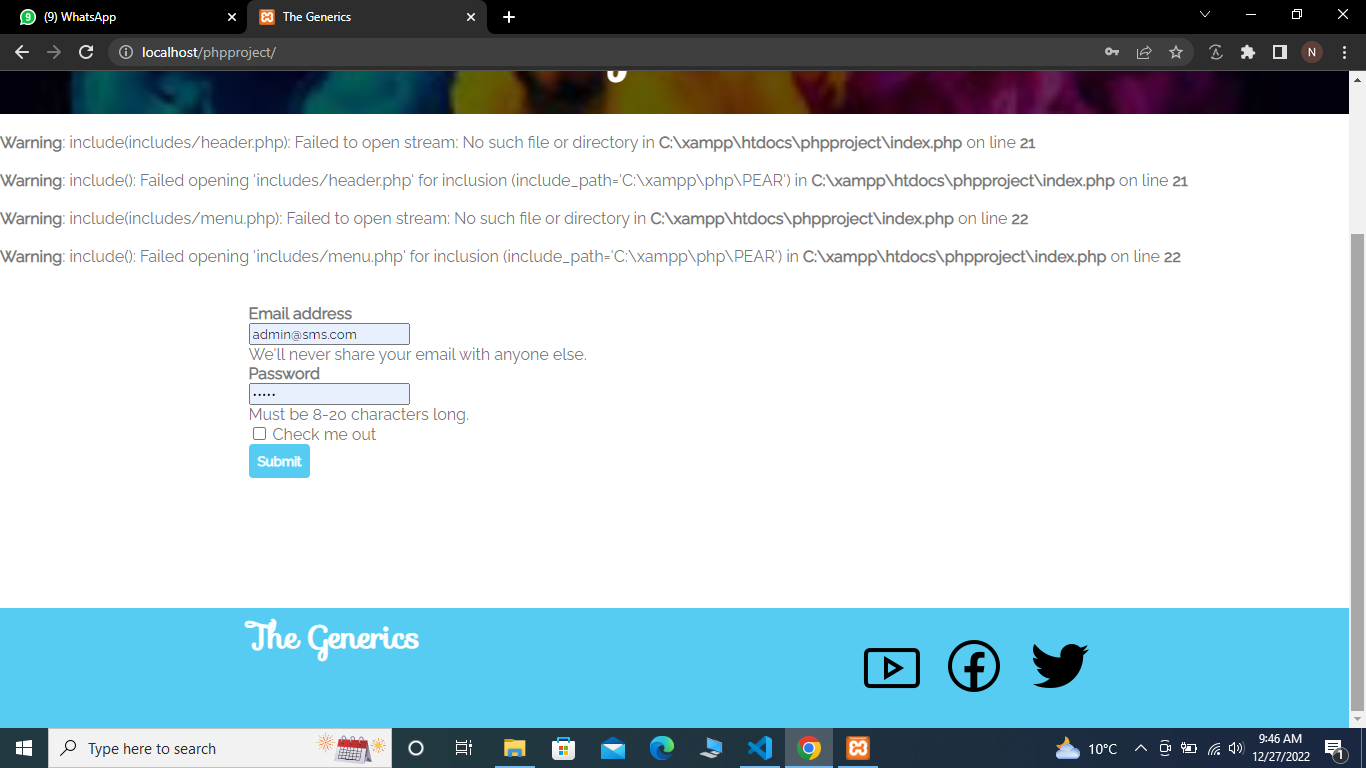 (9) WhatsApp
The Generics
localhost/phpproject/
N
Warning: include(includes/header.php): Failed to open stream: No such file or directory in C:\xampp\htdocs\phpproject\index.php on line 21
Warning: include(): Failed opening 'includes/header.php' for inclusion (include_path='C:\xampp\php\PEAR') in C:\xampp\htdocs\phpproject\index.php on line 21
Warning: include(includes/menu.php): Failed to open stream: No such file or directory in C:\xampp\htdocs\phpproject\index.php on line 22
Warning: include(): Failed opening 'includes/menu.php' for inclusion (include_path='C:\xampp\php\PEAR') in C:\xampp\htdocs\phpproject\index.php on line 22
Email address
admin@sms.com
We'll never share your email with anyone else.
Password
•••••
Must be 8-20 characters long.
Check me out
Submit
The Generics
Type here to search
10°C
9:46 AM
12/27/2022
1